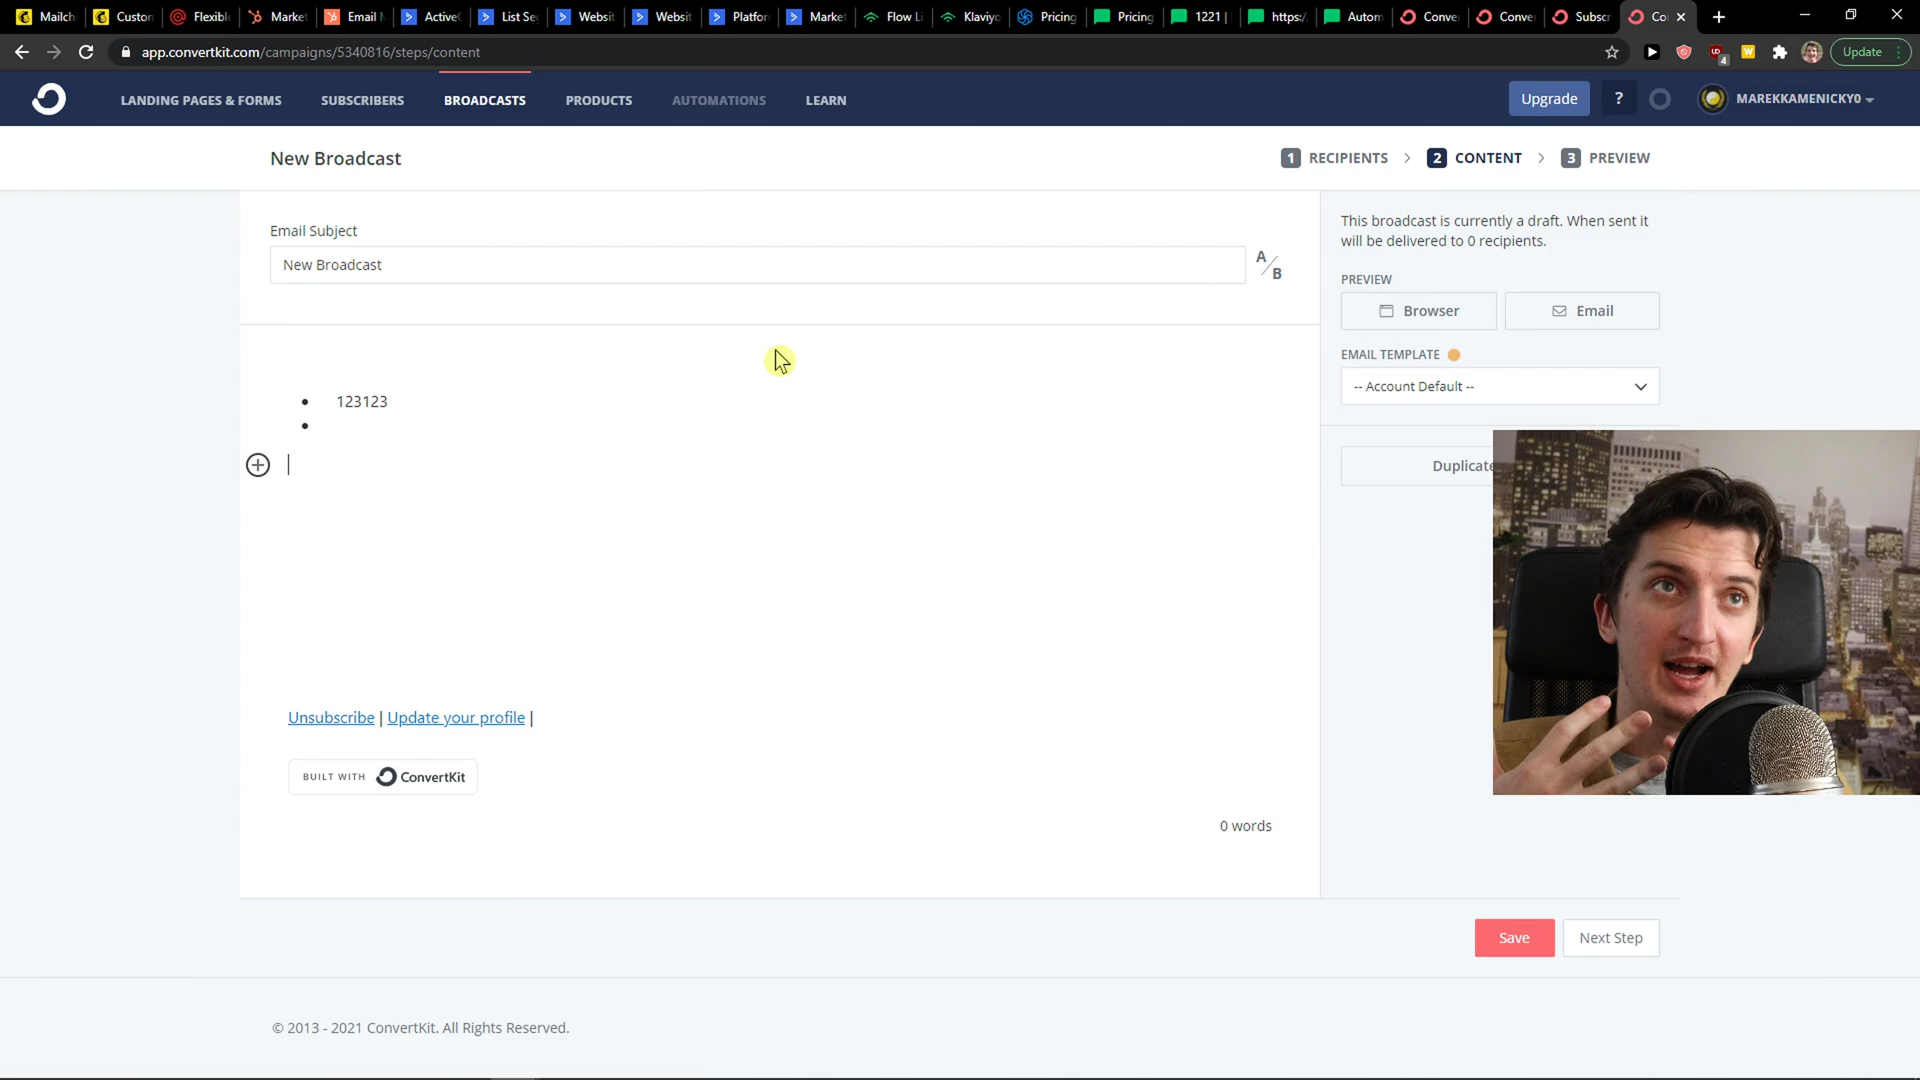 Mailch
Custon
Flexible
Market
Email M
Active
List Se
Websit
Websit
Platfor
Market
Flow Li
Klaviyo
Pricing
Pricing
1221 |
https:/
Autom
Conve
Conve
Subscr
Co
app.convertkit.com/campaigns/5340816/steps/content
4
Update
LANDING PAGES & FORMS
SUBSCRIBERS
BROADCASTS
PRODUCTS
AUTOMATIONS
LEARN
Upgrade
?
MAREKKAMENICKY0
New Broadcast
1 RECIPIENTS > 2 CONTENT > 3 PREVIEW
Email Subject
New Broadcast
A/B
This broadcast is currently a draft. When sent it
will be delivered to 0 recipients.
PREVIEW
Browser
Email
EMAIL TEMPLATE
-- Account Default --
• 123123
•
Duplicate
Unsubscribe | Update your profile |
BUILT WITH ConvertKit
0 words
Save
Next Step
© 2013 - 2021 ConvertKit. All Rights Reserved.